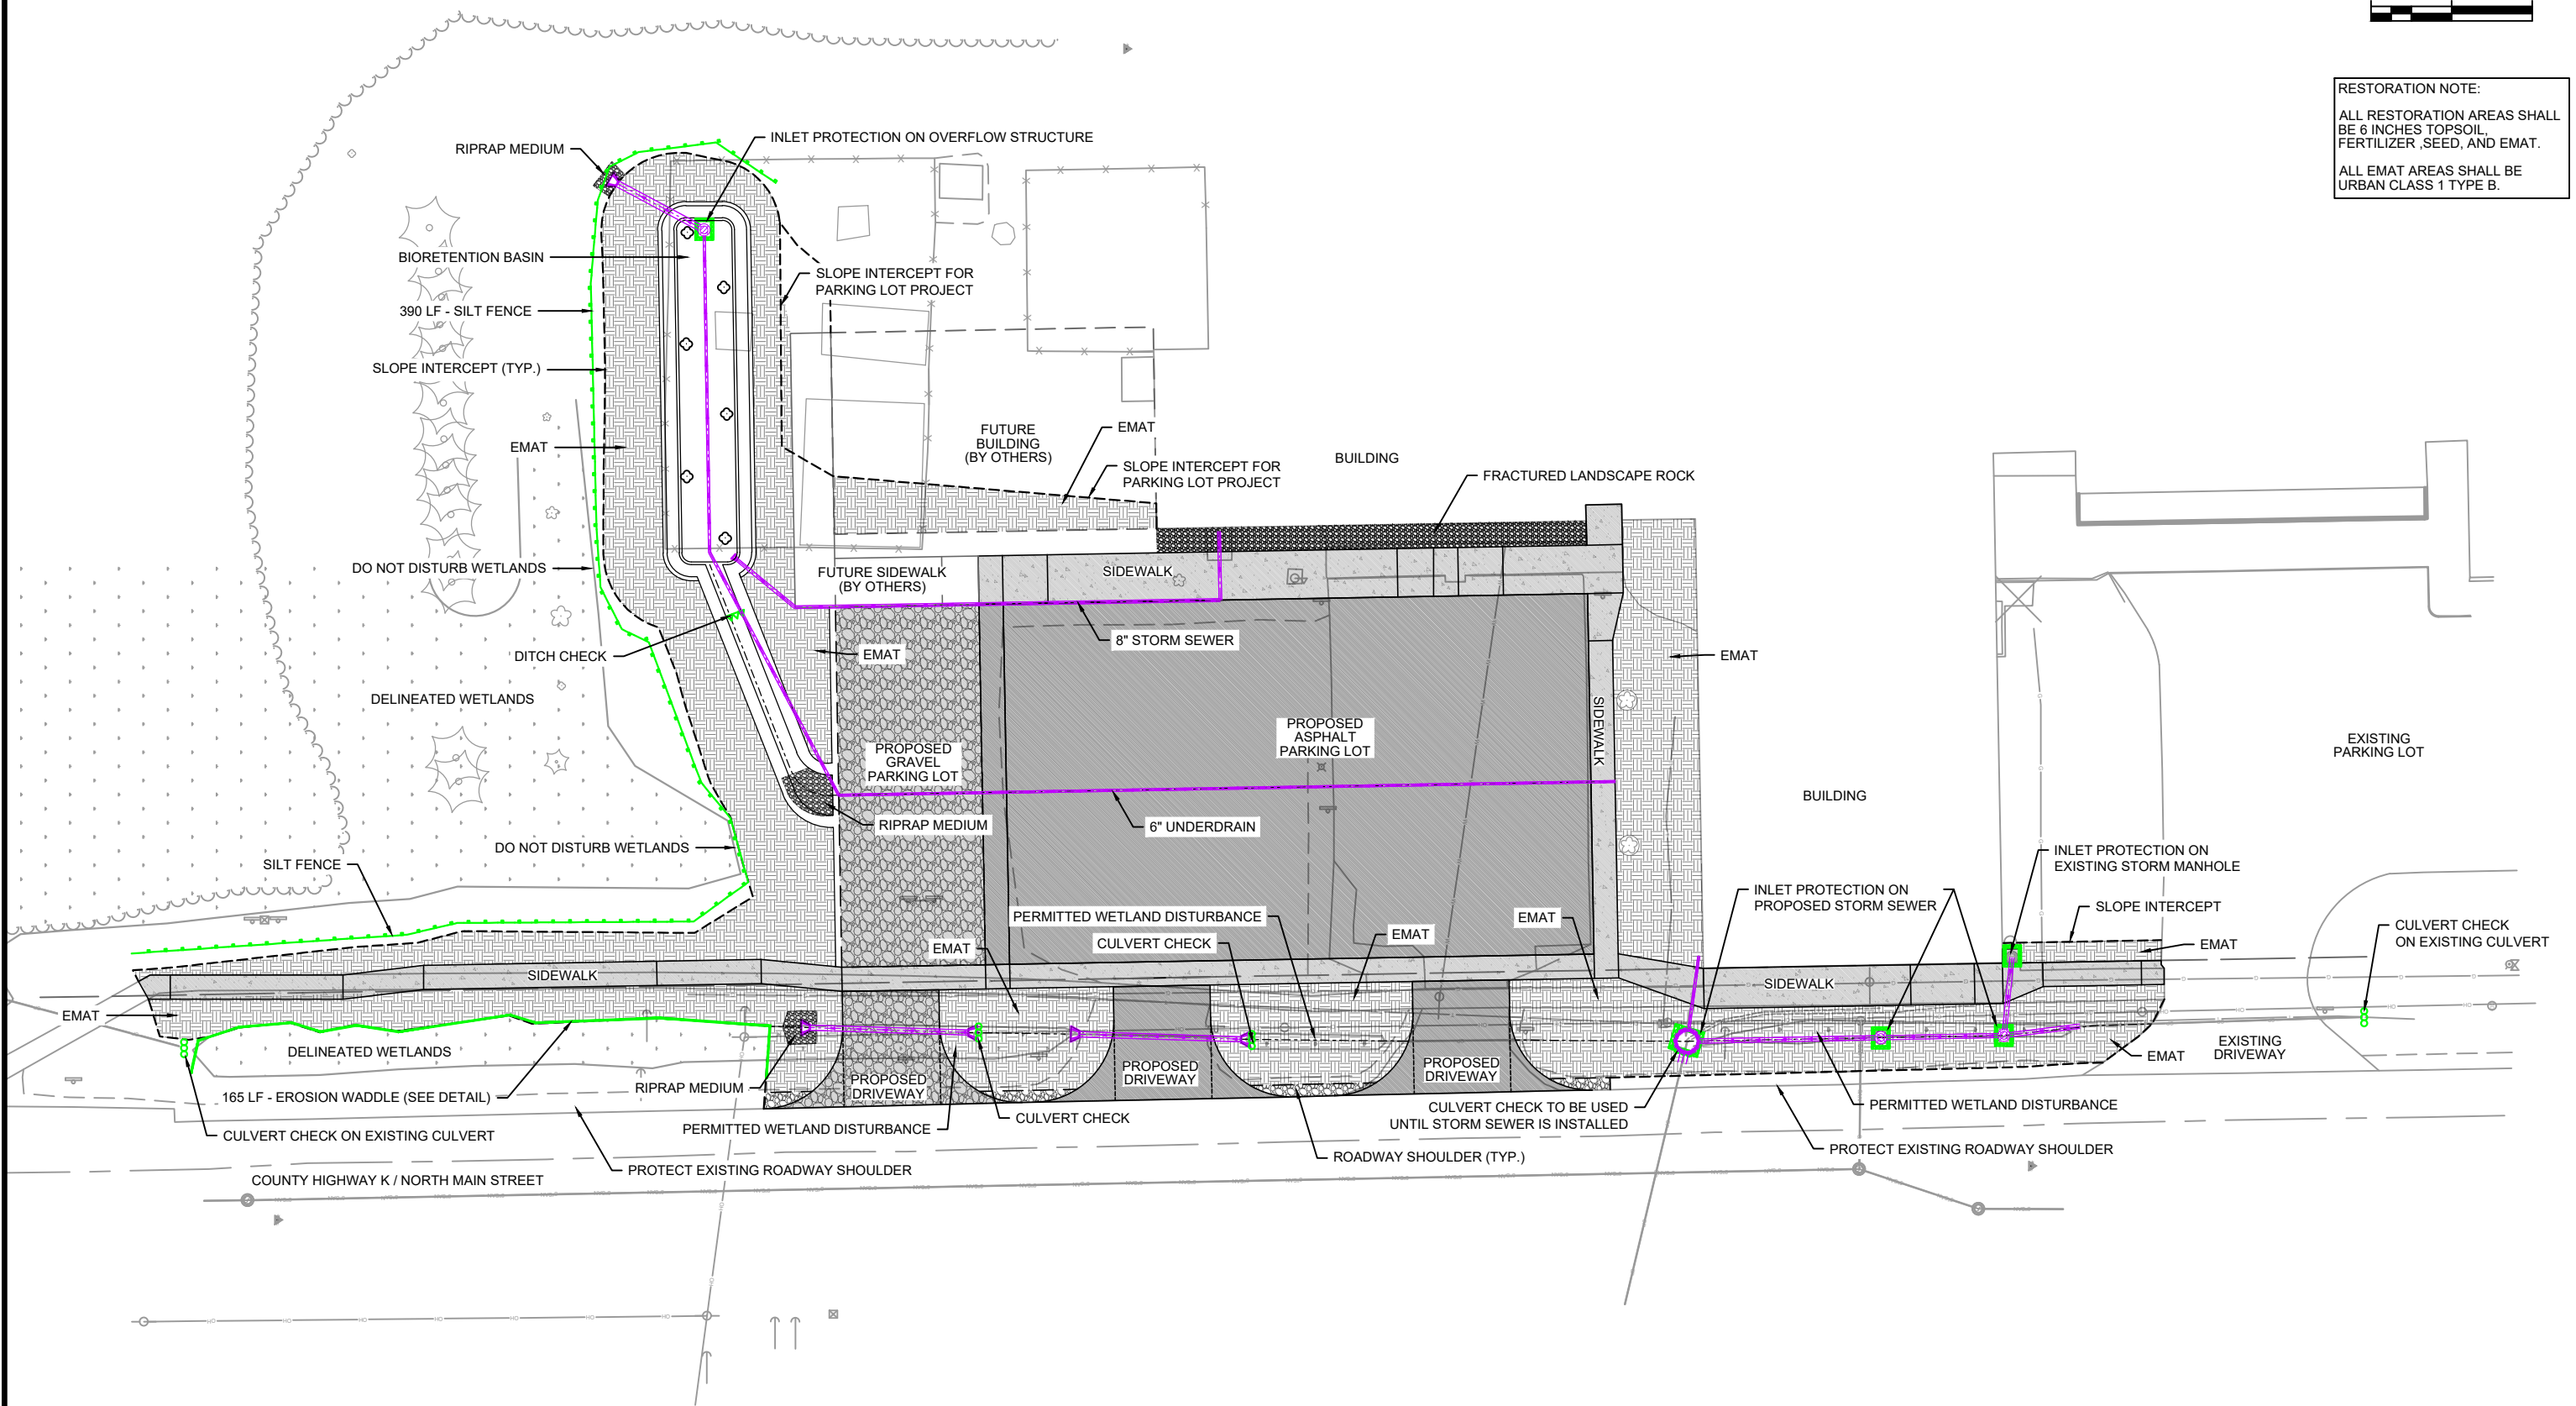 RESTORATION NOTE:
ALL RESTORATION AREAS SHALL
BE 6 INCHES TOPSOIL,
FERTILIZER ,SEED, AND EMAT.
ALL EMAT AREAS SHALL BE
URBAN CLASS 1 TYPE B.
INLET PROTECTION ON OVERFLOW STRUCTURE
RIPRAP MEDIUM
BIORETENTION BASIN
SLOPE INTERCEPT FOR
PARKING LOT PROJECT
390 LF - SILT FENCE
SLOPE INTERCEPT (TYP.)
EMAT
FUTURE
BUILDING
(BY OTHERS)
EMAT
SLOPE INTERCEPT FOR
PARKING LOT PROJECT
BUILDING
FRACTURED LANDSCAPE ROCK
DO NOT DISTURB WETLANDS
FUTURE SIDEWALK
(BY OTHERS)
SIDEWALK
8" STORM SEWER
DITCH CHECK
EMAT
EMAT
DELINEATED WETLANDS
SIDEWALK
PROPOSED
GRAVEL
PARKING LOT
PROPOSED
ASPHALT
PARKING LOT
EXISTING
PARKING LOT
BUILDING
RIPRAP MEDIUM
6" UNDERDRAIN
DO NOT DISTURB WETLANDS
SILT FENCE
INLET PROTECTION ON
EXISTING STORM MANHOLE
INLET PROTECTION ON
PROPOSED STORM SEWER
SLOPE INTERCEPT
PERMITTED WETLAND DISTURBANCE
EMAT
CULVERT CHECK
ON EXISTING CULVERT
EMAT
CULVERT CHECK
EMAT
EMAT
SIDEWALK
SIDEWALK
EMAT
DELINEATED WETLANDS
EXISTING
DRIVEWAY
EMAT
PROPOSED
DRIVEWAY
PROPOSED
DRIVEWAY
PROPOSED
DRIVEWAY
RIPRAP MEDIUM
165 LF - EROSION WADDLE (SEE DETAIL)
CULVERT CHECK TO BE USED
UNTIL STORM SEWER IS INSTALLED
PERMITTED WETLAND DISTURBANCE
CULVERT CHECK
PERMITTED WETLAND DISTURBANCE
CULVERT CHECK ON EXISTING CULVERT
PROTECT EXISTING ROADWAY SHOULDER
ROADWAY SHOULDER (TYP.)
PROTECT EXISTING ROADWAY SHOULDER
COUNTY HIGHWAY K / NORTH MAIN STREET